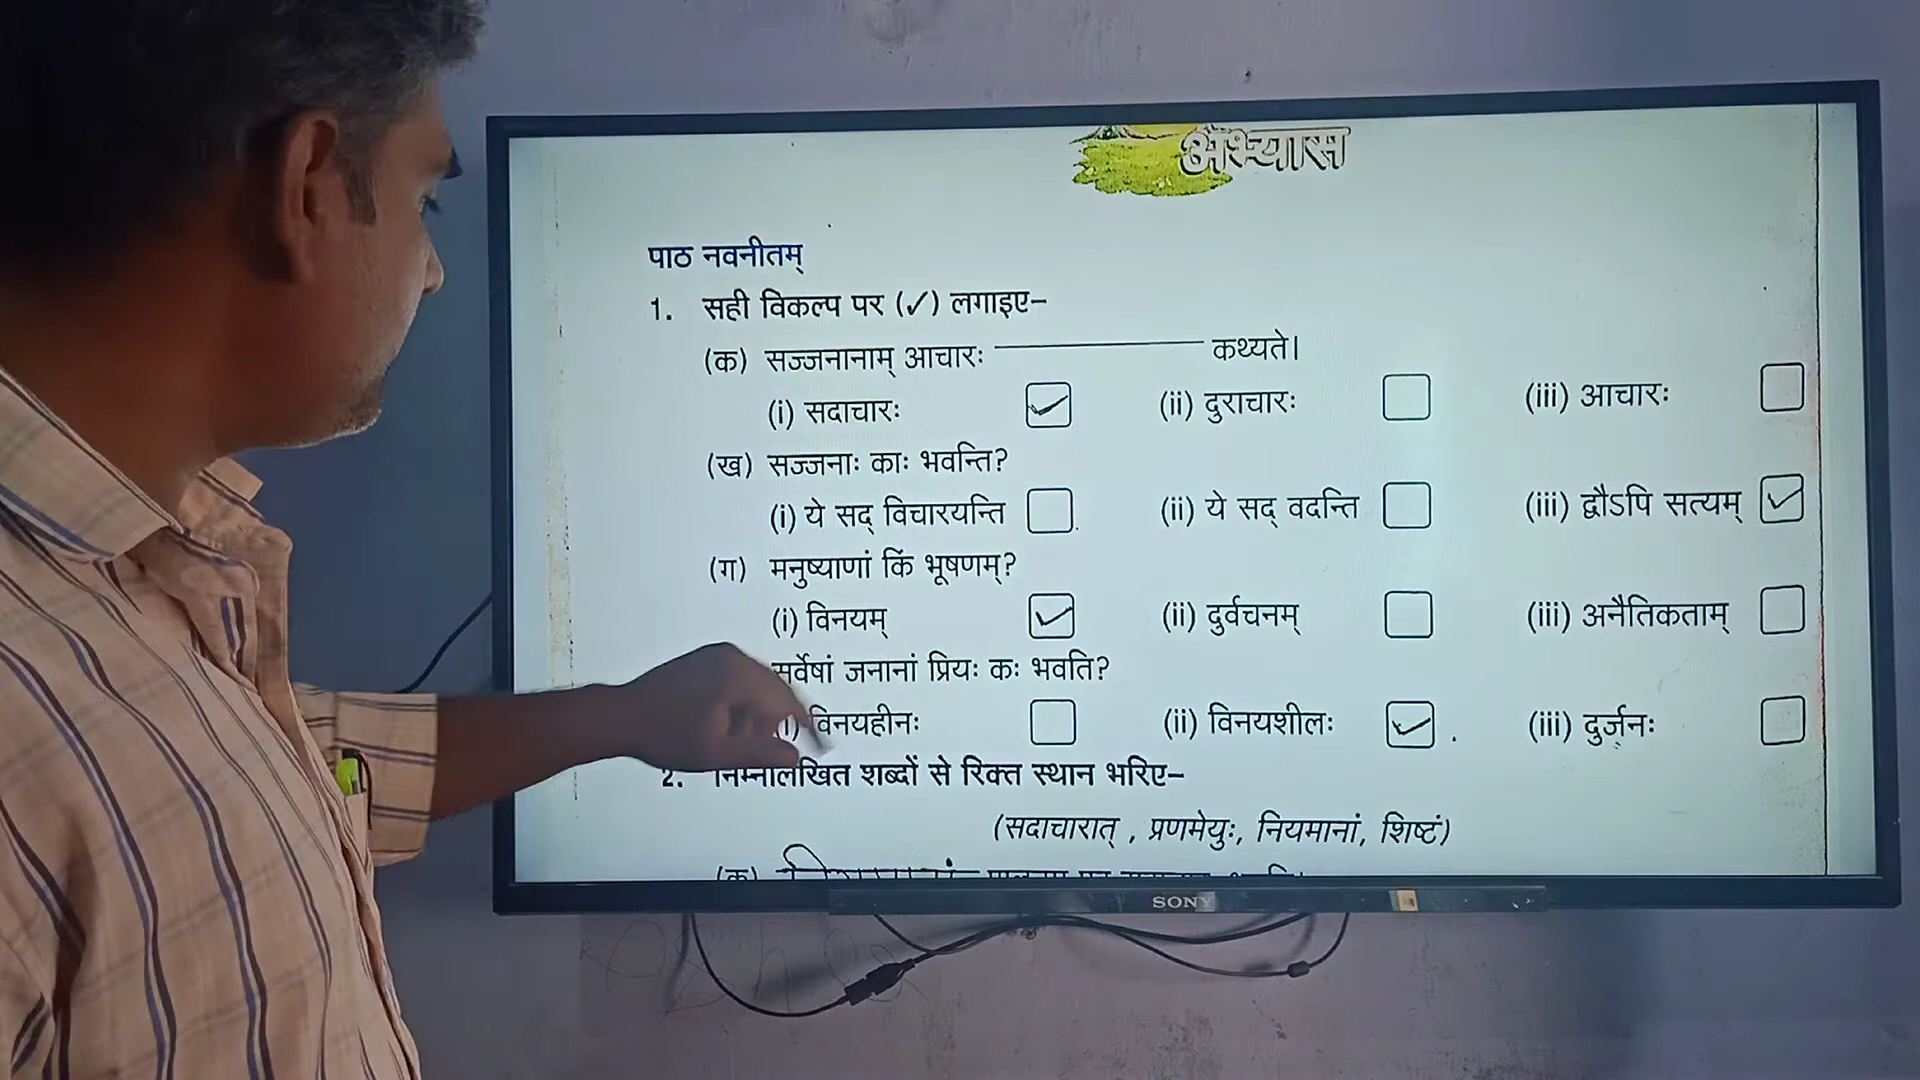 अभ्यास
पाठ नवनीतम्
1. सही विकल्प पर (✓) लगाइए–
(क) सज्जनानाम् आचारः ———— कथ्यते।
(i) सदाचारः (ii) दुराचारः (iii) आचारः
(ख) सज्जनाः काः भवन्ति?
(i) ये सद् विचारयन्ति (ii) ये सद् वदन्ति (iii) द्वौऽपि सत्यम्
(ग) मनुष्याणां किं भूषणम्?
(i) विनयम् (ii) दुर्वचनम् (iii) अनैतिकताम्
सर्वेषां जनानां प्रियः कः भवति?
(i) विनयहीनः (ii) विनयशीलः (iii) दुर्जनः
2. निम्नलिखित शब्दों से रिक्त स्थान भरिए–
(सदाचारात् , प्रणमेयुः, नियमानां, शिष्टं)
(क)
SONY